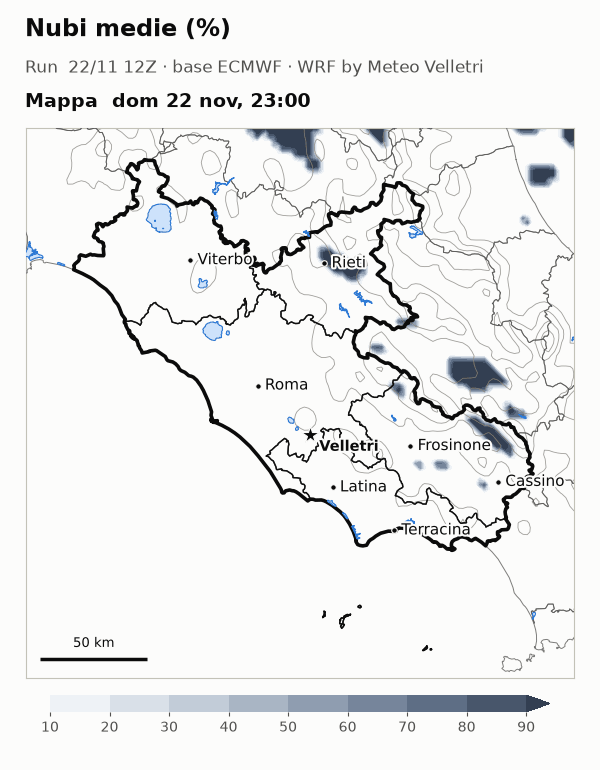 Nubi medie (%)
Run  22/11 12Z · base ECMWF · WRF by Meteo Velletri
Mappa  dom 22 nov, 23:00
Viterbo
Rieti
Roma
Velletri
Frosinone
Latina
Cassino
Terracina
50 km
10 20 30 40 50 60 70 80 90